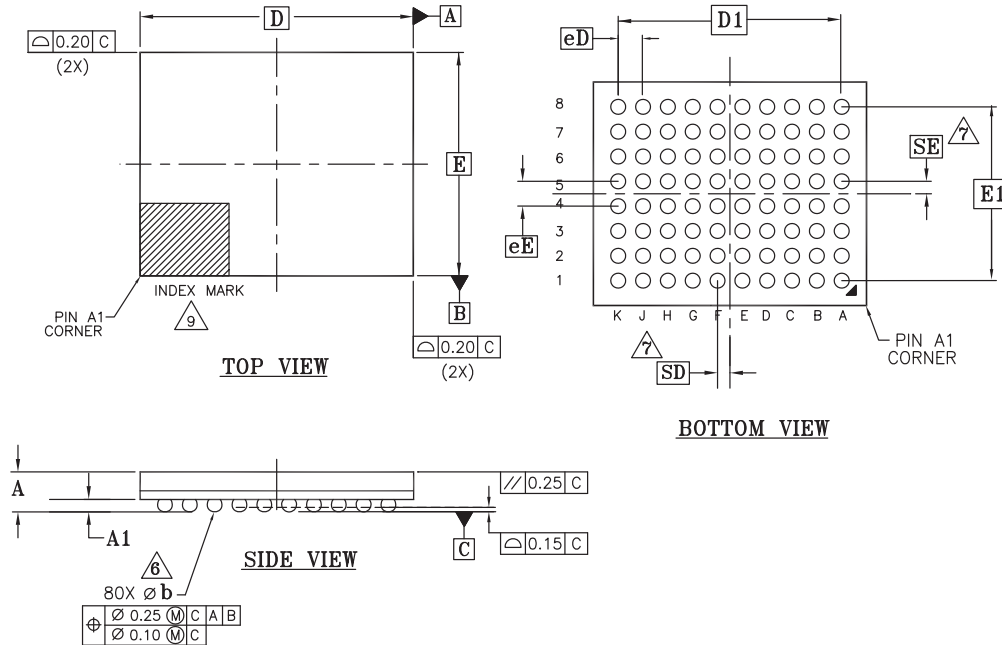 D
A
⌓ 0.20 C
(2X)
E
INDEX MARK
9
PIN A1
CORNER
B
⌓ 0.20 C
(2X)
TOP VIEW
D1
eD
8
7
6
5
4
3
2
1
7
SE
E1
eE
K J H G F E D C B A
7
SD
PIN A1
CORNER
BOTTOM VIEW
A
A1
// 0.25 C
C
⌓ 0.15 C
SIDE VIEW
6
80X Ø b
⌖ Ø 0.25 Ⓜ C A B
Ø 0.10 Ⓜ C